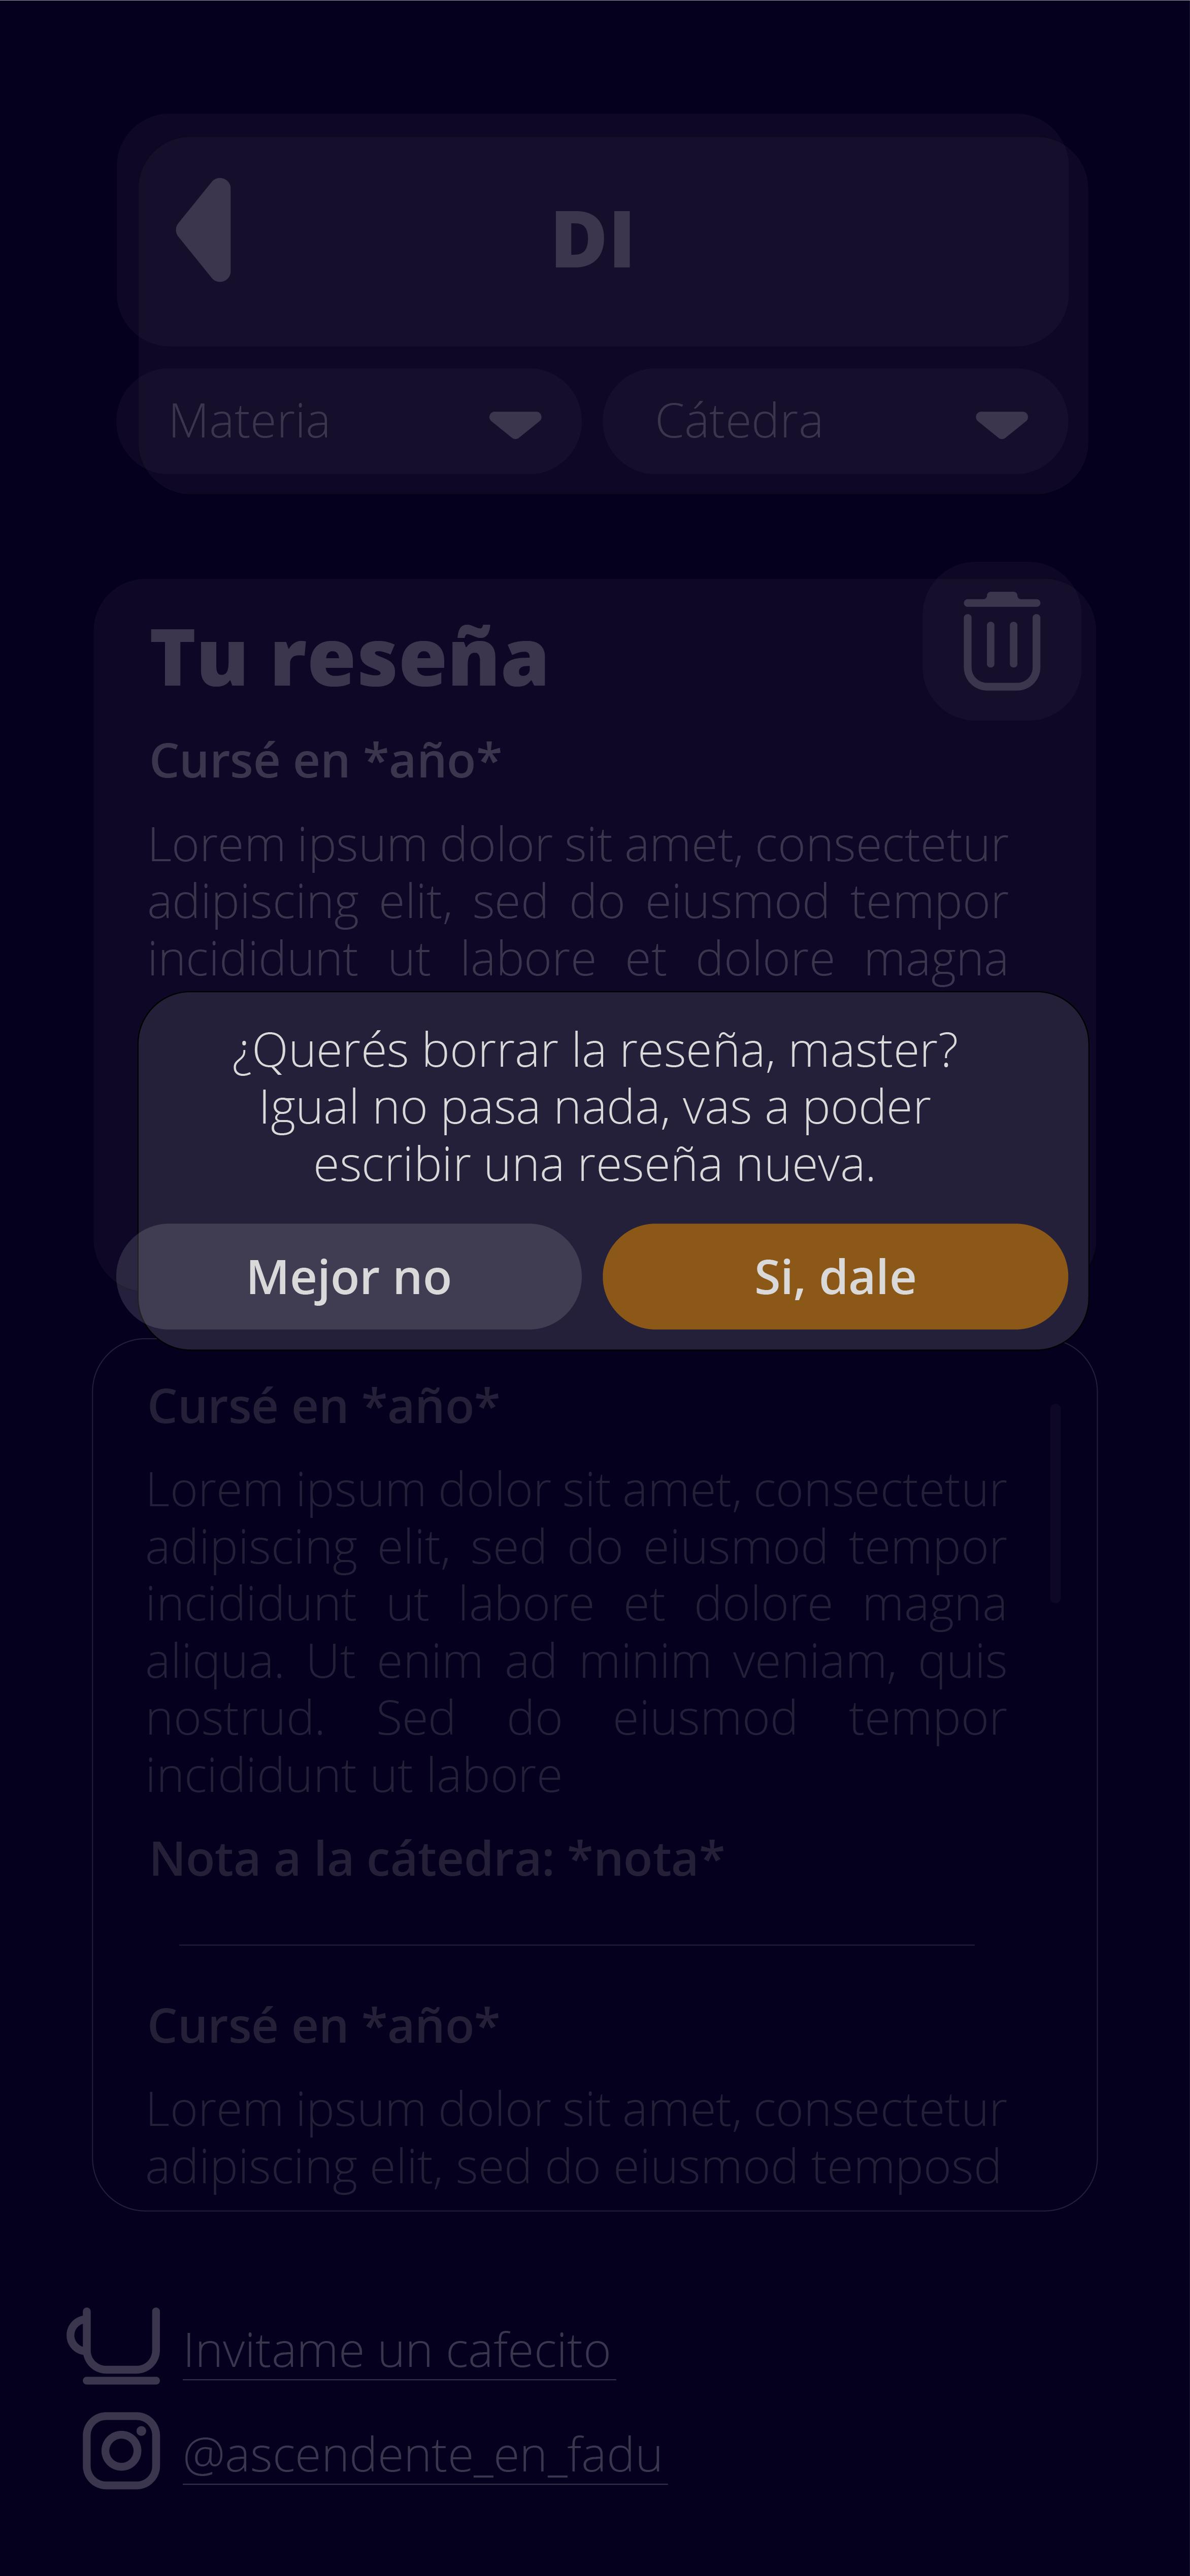 DI
Materia
Cátedra
Tu reseña
Cursé en *año*
Lorem ipsum dolor sit amet, consectetur
adipiscing elit, sed do eiusmod tempor
incididunt ut labore et dolore magna
¿Querés borrar la reseña, master?
Igual no pasa nada, vas a poder
escribir una reseña nueva.
Mejor no
Si, dale
Cursé en *año*
Lorem ipsum dolor sit amet, consectetur
adipiscing elit, sed do eiusmod tempor
incididunt ut labore et dolore magna
aliqua. Ut enim ad minim veniam, quis
nostrud. Sed do eiusmod tempor
incididunt ut labore
Nota a la cátedra: *nota*
Cursé en *año*
Lorem ipsum dolor sit amet, consectetur
adipiscing elit, sed do eiusmod temposd
Invitame un cafecito
@ascendente_en_fadu